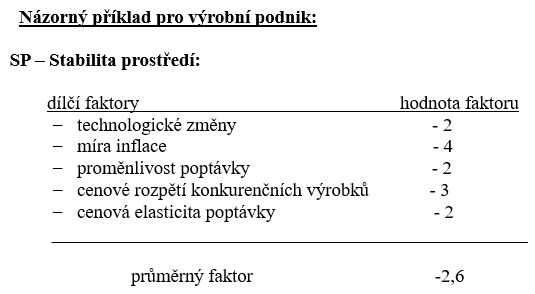 Názorný příklad pro výrobní podnik:
SP – Stabilita prostředí:
dílčí faktory hodnota faktoru
– technologické změny - 2
– míra inflace - 4
– proměnlivost poptávky - 2
– cenové rozpětí konkurenčních výrobků - 3
– cenová elasticita poptávky - 2
průměrný faktor -2,6